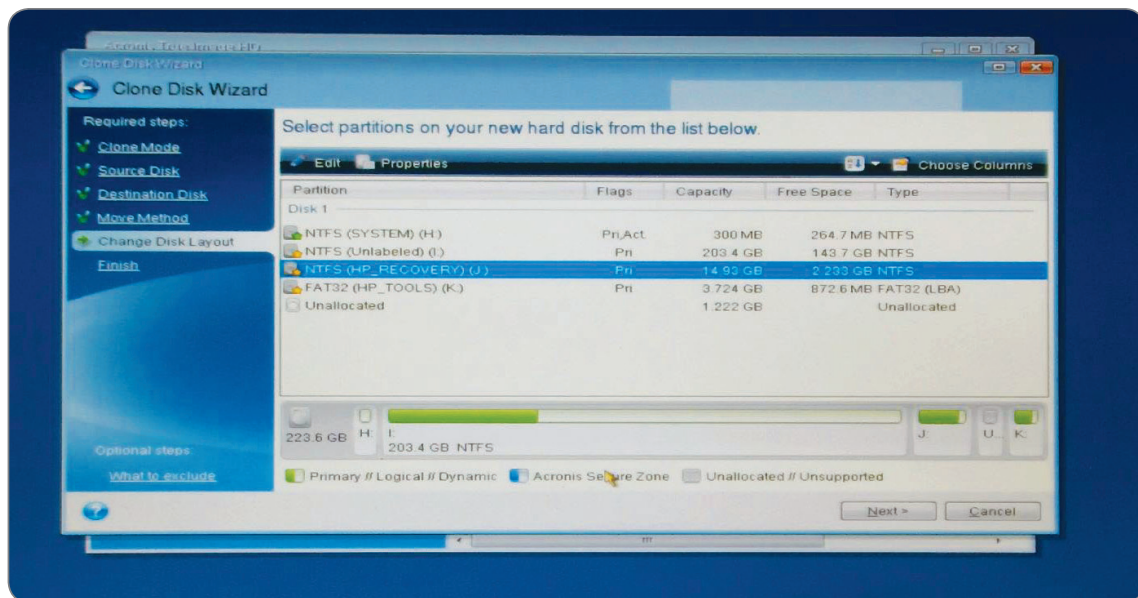 Clone Disk Wizard
Clone Disk Wizard
Required steps:
Clone Mode
Source Disk
Destination Disk
Move Method
Change Disk Layout
Finish
Optional steps
What to exclude
Select partitions on your new hard disk from the list below.
Edit Properties Choose Columns
Partition Flags Capacity Free Space Type
Disk 1
NTFS (SYSTEM) (H:) Pri,Act. 300 MB 264.7 MB NTFS
NTFS (Unlabeled) (I:) Pri 203.4 GB 143.7 GB NTFS
NTFS (HP_RECOVERY) (J:) Pri 14.93 GB 2.233 GB NTFS
FAT32 (HP_TOOLS) (K:) Pri 3.724 GB 872.6 MB FAT32 (LBA)
Unallocated 1.222 GB Unallocated
223.6 GB H: I: J: U... K:
203.4 GB NTFS
Primary // Logical // Dynamic Acronis Secure Zone Unallocated // Unsupported
Next > Cancel